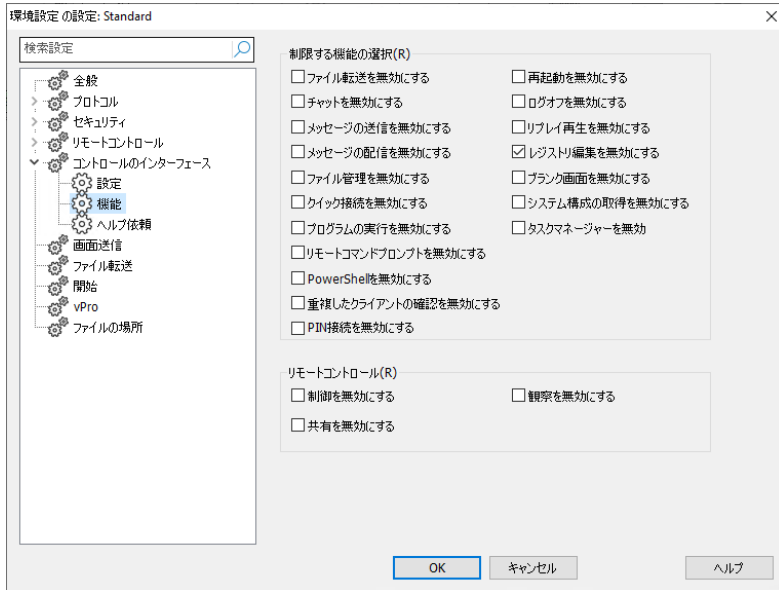 環境設定 の設定: Standard
検索設定
全般
プロトコル
セキュリティ
リモートコントロール
コントロールのインターフェース
設定
機能
ヘルプ依頼
画面送信
ファイル転送
開始
vPro
ファイルの場所
制限する機能の選択(R)
ファイル転送を無効にする
チャットを無効にする
メッセージの送信を無効にする
メッセージの配信を無効にする
ファイル管理を無効にする
クイック接続を無効にする
プログラムの実行を無効にする
リモートコマンドプロンプトを無効にする
PowerShellを無効にする
重複したクライアントの確認を無効にする
PIN接続を無効にする
再起動を無効にする
ログオフを無効にする
リプレイ再生を無効にする
レジストリ編集を無効にする
ブランク画面を無効にする
システム構成の取得を無効にする
タスクマネージャーを無効
リモートコントロール(R)
制御を無効にする
観察を無効にする
共有を無効にする
OK
キャンセル
ヘルプ